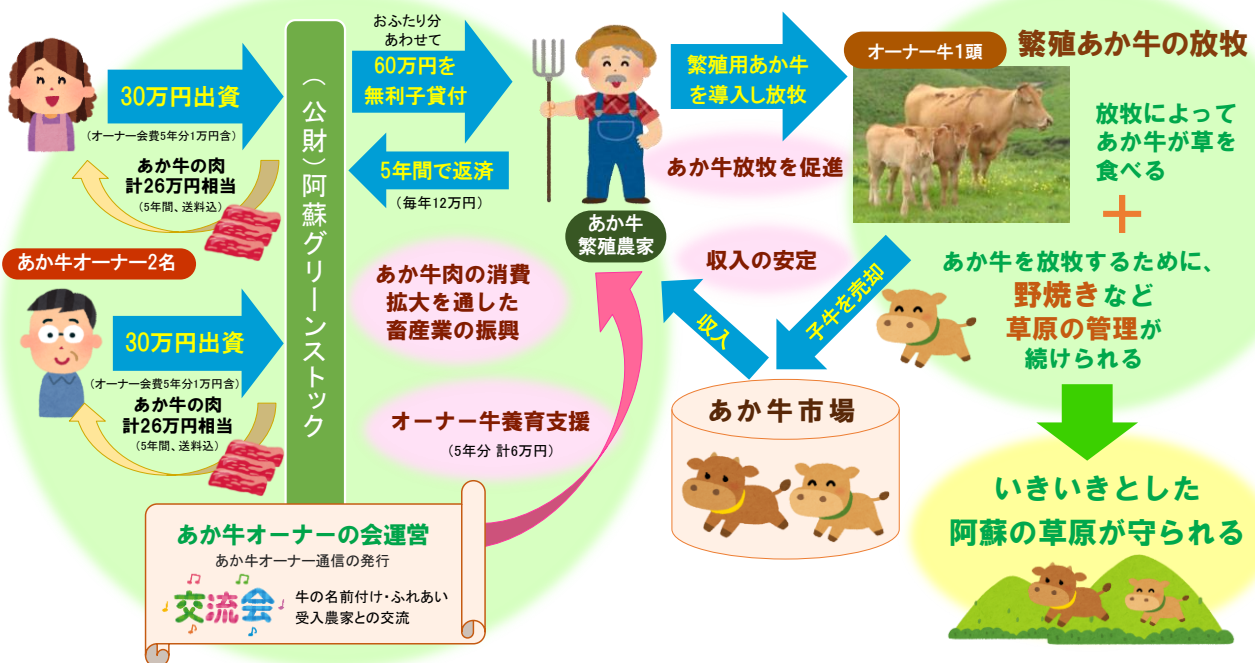 30万円出資
(オーナー会費5年分1万円含)
あか牛の肉
計26万円相当
(5年間、送料込)
あか牛オーナー2名
30万円出資
(オーナー会費5年分1万円含)
あか牛の肉
計26万円相当
(5年間、送料込)
（公財）阿蘇グリーンストック
おふたり分
あわせて
60万円を
無利子貸付
5年間で返済
(毎年12万円)
あか牛
繁殖農家
あか牛肉の消費
拡大を通した
畜産業の振興
オーナー牛養育支援
(5年分 計6万円)
あか牛オーナーの会運営
あか牛オーナー通信の発行
交流会
牛の名前付け・ふれあい
受入農家との交流
繁殖用あか牛
を導入し放牧
あか牛放牧を促進
収入の安定
収入
子牛を売却
あか牛市場
オーナー牛1頭
繁殖あか牛の放牧
放牧によって
あか牛が草を
食べる
+
あか牛を放牧するために、
野焼きなど
草原の管理が
続けられる
いきいきとした
阿蘇の草原が守られる